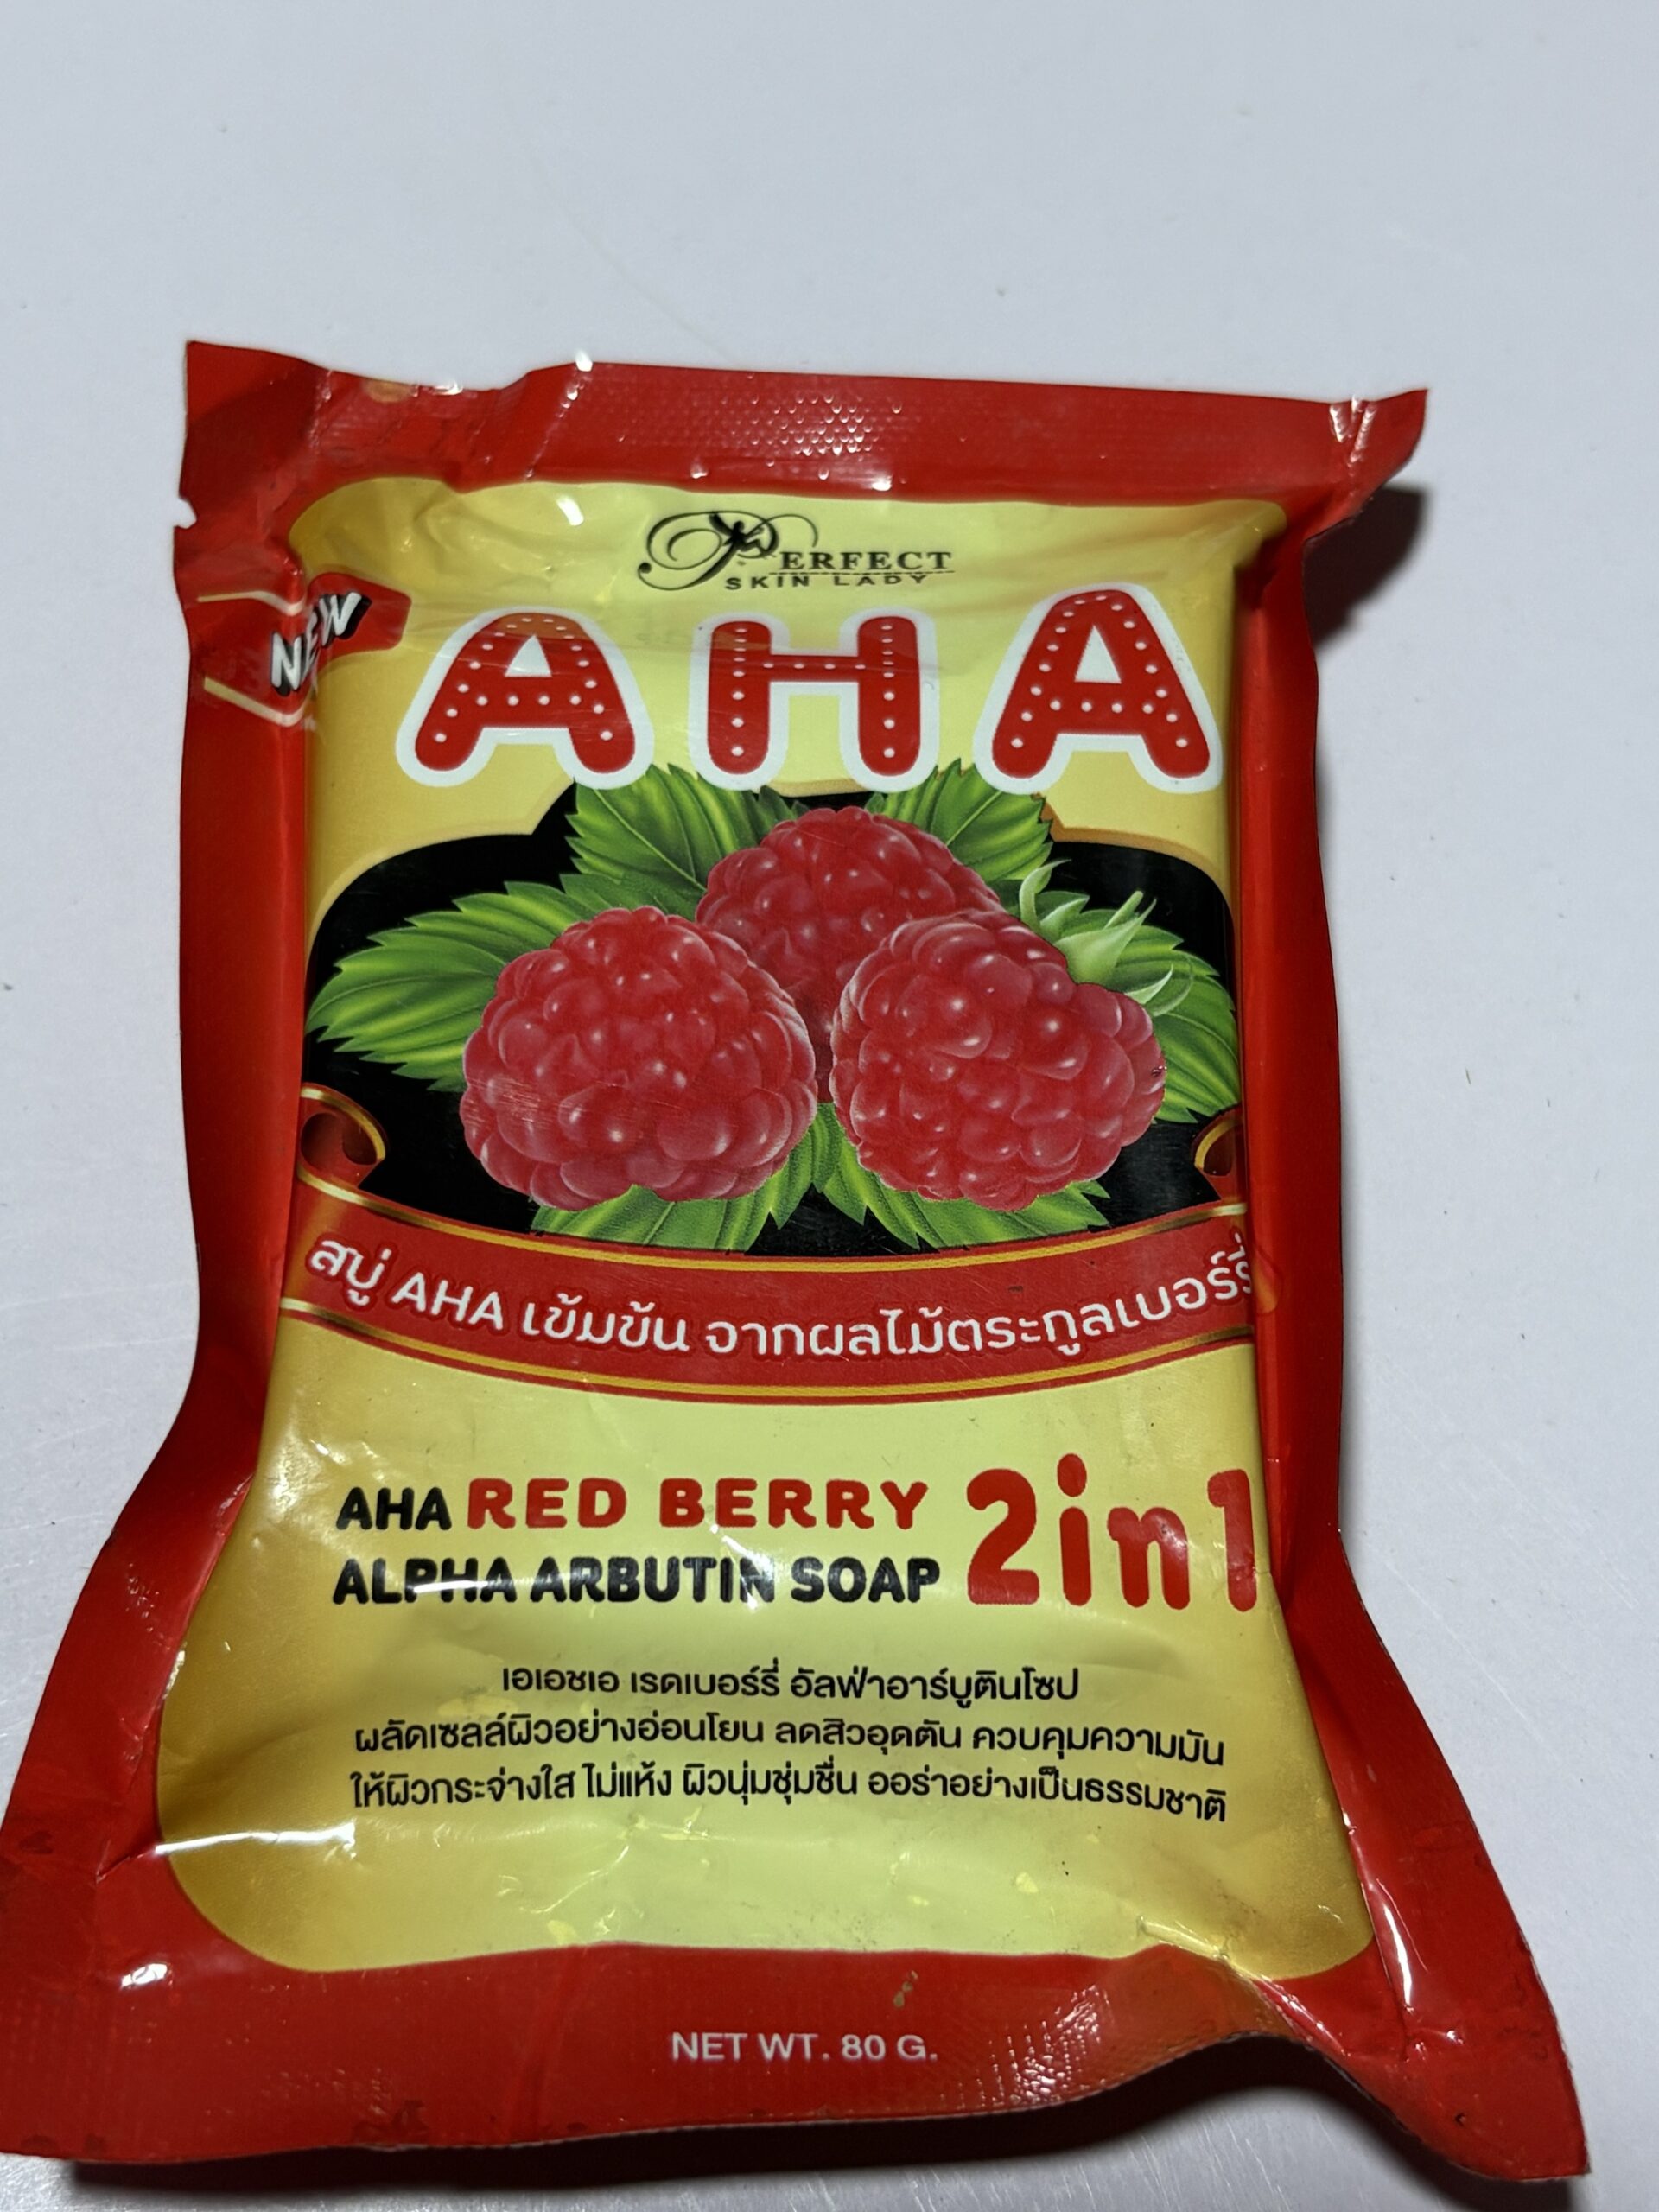 PERFECT
SKIN LADY
NEW
AHA
สบู่ AHA เข้มข้น จากผลไม้ตระกูลเบอร์รี่
AHA RED BERRY
ALPHA ARBUTIN SOAP
2in1
เอเอชเอ เรดเบอร์รี่ อัลฟ่าอาร์บูตินโซป
ผลัดเซลล์ผิวอย่างอ่อนโยน ลดสิวอุดตัน ควบคุมความมัน
ให้ผิวกระจ่างใส ไม่แห้ง ผิวนุ่มชุ่มชื่น ออร่าอย่างเป็นธรรมชาติ
NET WT. 80 G.